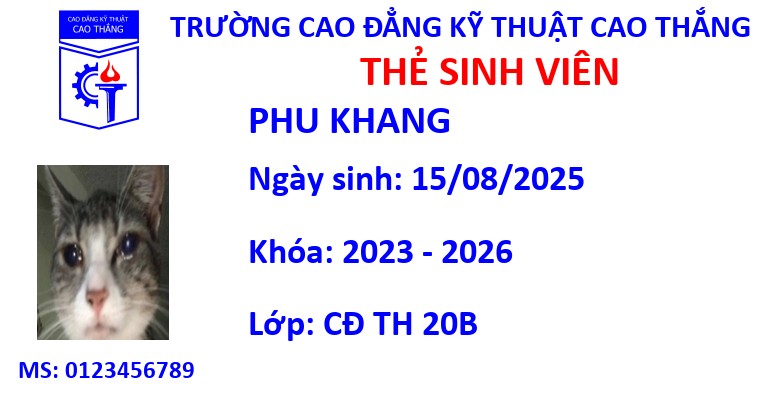 CAO ĐẲNG KỸ THUẬT
CAO THẮNG
TRƯỜNG CAO ĐẲNG KỸ THUẬT CAO THẮNG
THẺ SINH VIÊN
PHU KHANG
Ngày sinh: 15/08/2025
Khóa: 2023 - 2026
Lớp: CĐ TH 20B
MS: 0123456789